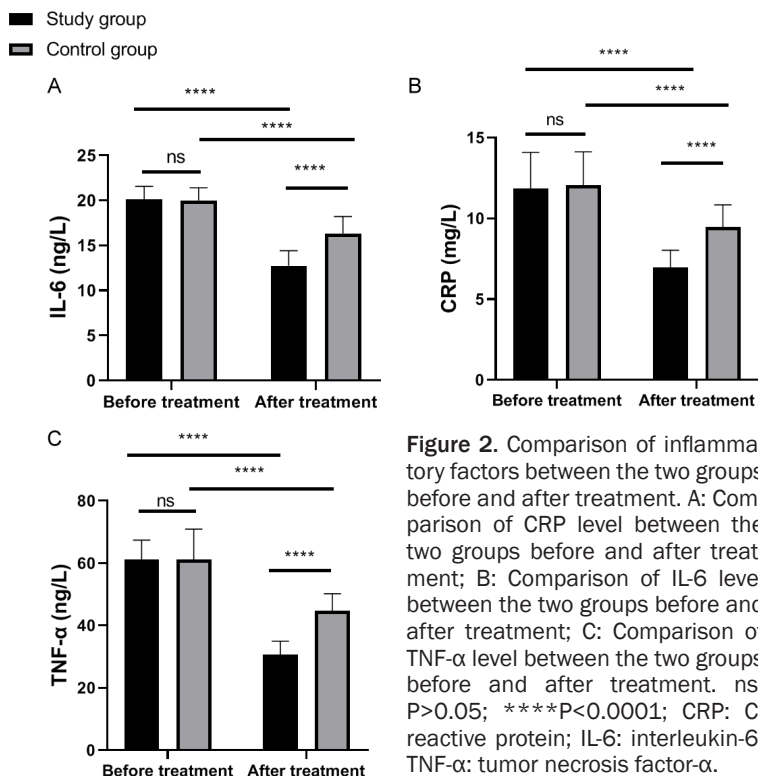 Study group
Control group
A
****
****
ns
****
25
20
15
10
5
0
IL-6 (ng/L)
Before treatment
After treatment
B
****
****
ns
****
15
10
5
0
CRP (mg/L)
Before treatment
After treatment
C
****
****
ns
****
80
60
40
20
0
TNF-α (ng/L)
Before treatment
After treatment
Figure 2. Comparison of inflamma
tory factors between the two groups
before and after treatment. A: Com
parison of CRP level between the
two groups before and after treat
ment; B: Comparison of IL-6 leve
between the two groups before and
after treatment; C: Comparison o
TNF-α level between the two groups
before and after treatment. ns
P>0.05; ****P<0.0001; CRP: C
reactive protein; IL-6: interleukin-6
TNF-α: tumor necrosis factor-α.